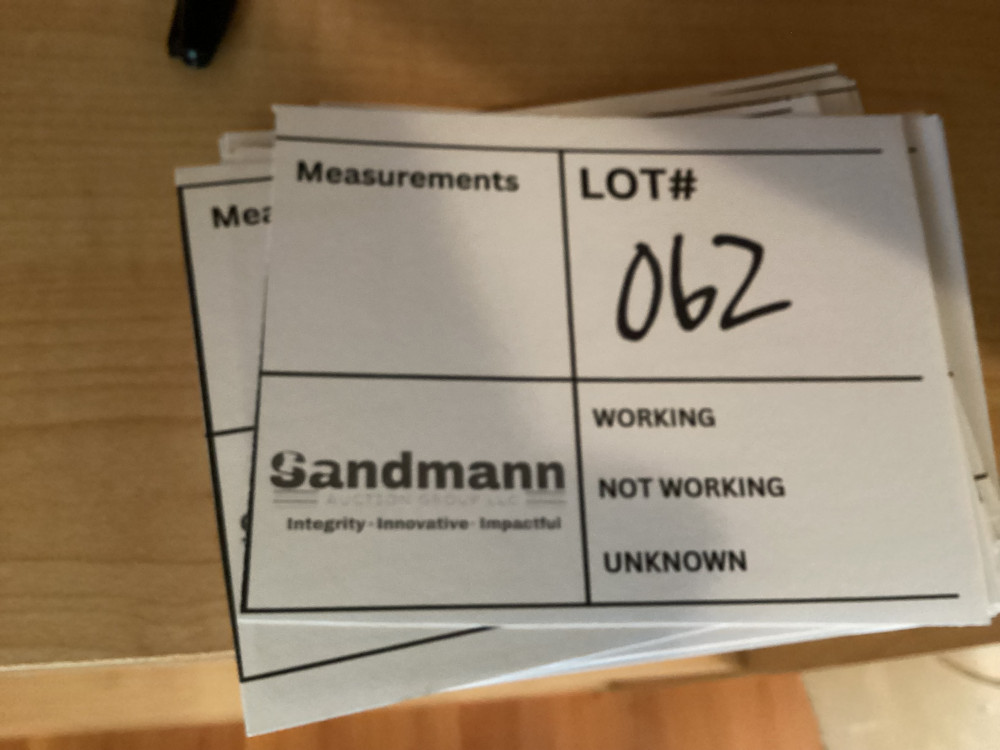 Measurements
LOT#
062
Mea
Sandmann
AUCTION GROUP LLC
Integrity · Innovative · Impactful
WORKING
NOT WORKING
UNKNOWN